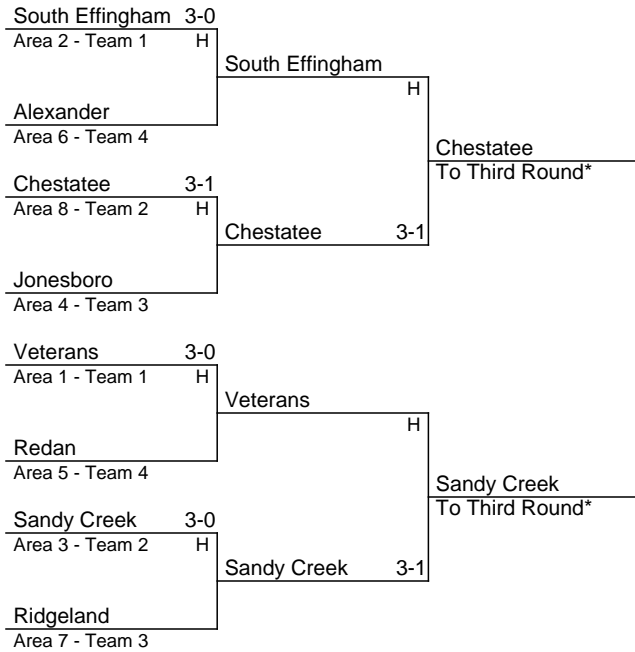 South Effingham 3-0
Area 2 - Team 1 H
South Effingham
H
Alexander
Area 6 - Team 4
Chestatee
To Third Round*
Chestatee 3-1
Area 8 - Team 2 H
Chestatee 3-1
Jonesboro
Area 4 - Team 3
Veterans 3-0
Area 1 - Team 1 H
Veterans
H
Redan
Area 5 - Team 4
Sandy Creek
To Third Round*
Sandy Creek 3-0
Area 3 - Team 2 H
Sandy Creek 3-1
Ridgeland
Area 7 - Team 3